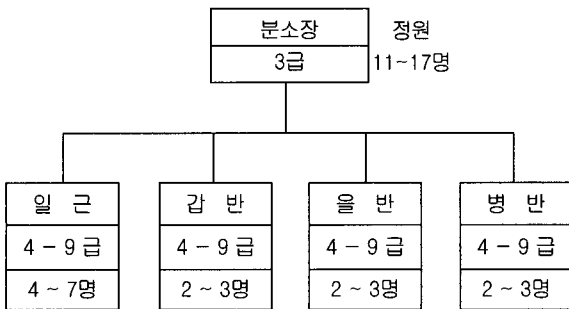 분소장 정원
3급 11~17명
일 근 갑 반 을 반 병 반
4 - 9 급 4 - 9 급 4 - 9 급 4 - 9 급
4 ~ 7명 2 ~ 3명 2 ~ 3명 2 ~ 3명